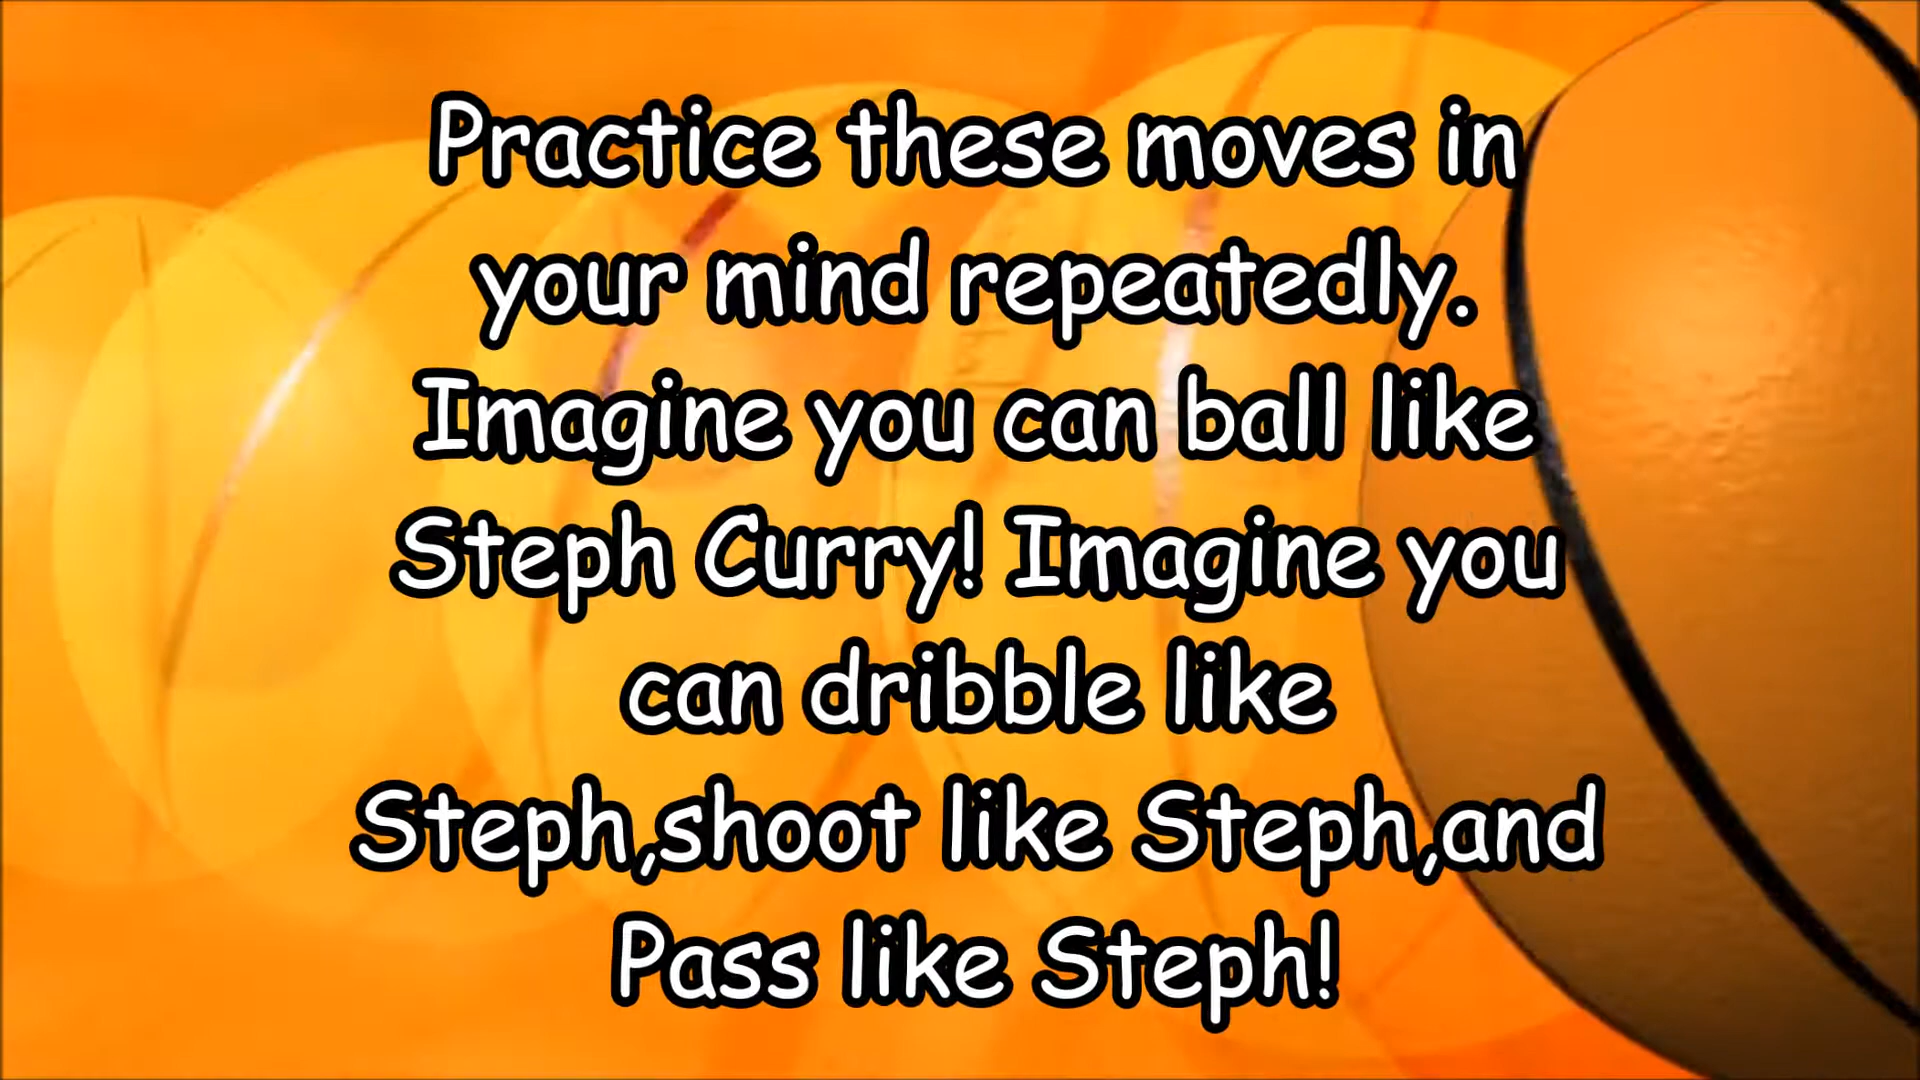 Practice these moves in
your mind repeatedly.
Imagine you can ball like
Steph Curry! Imagine you
can dribble like
Steph,shoot like Steph,and
Pass like Steph!